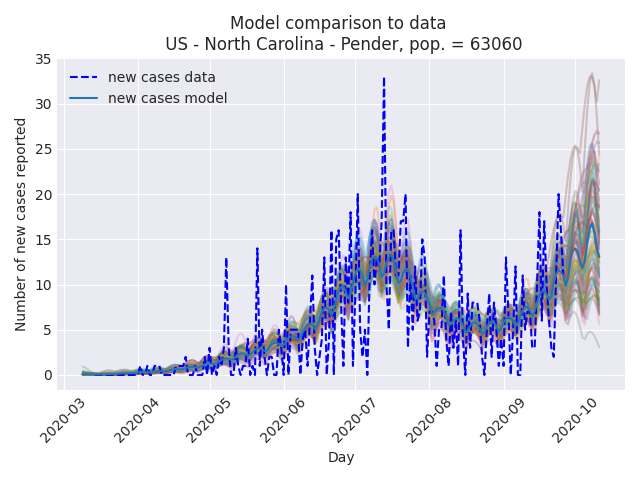 Model comparison to data
US - North Carolina - Pender, pop. = 63060
new cases data
new cases model
Number of new cases reported
35
30
25
20
15
10
5
0
2020-03
2020-04
2020-05
2020-06
2020-07
2020-08
2020-09
2020-10
Day